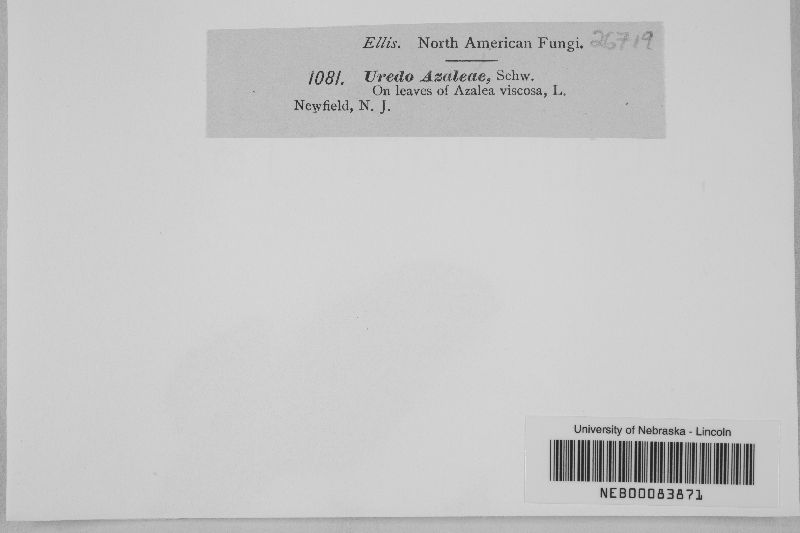 Ellis. North American Fungi. 26719
1081. Uredo Azaleae, Schw.
On leaves of Azalea viscosa, L.
Newfield, N. J.
University of Nebraska - Lincoln
NEB00083871